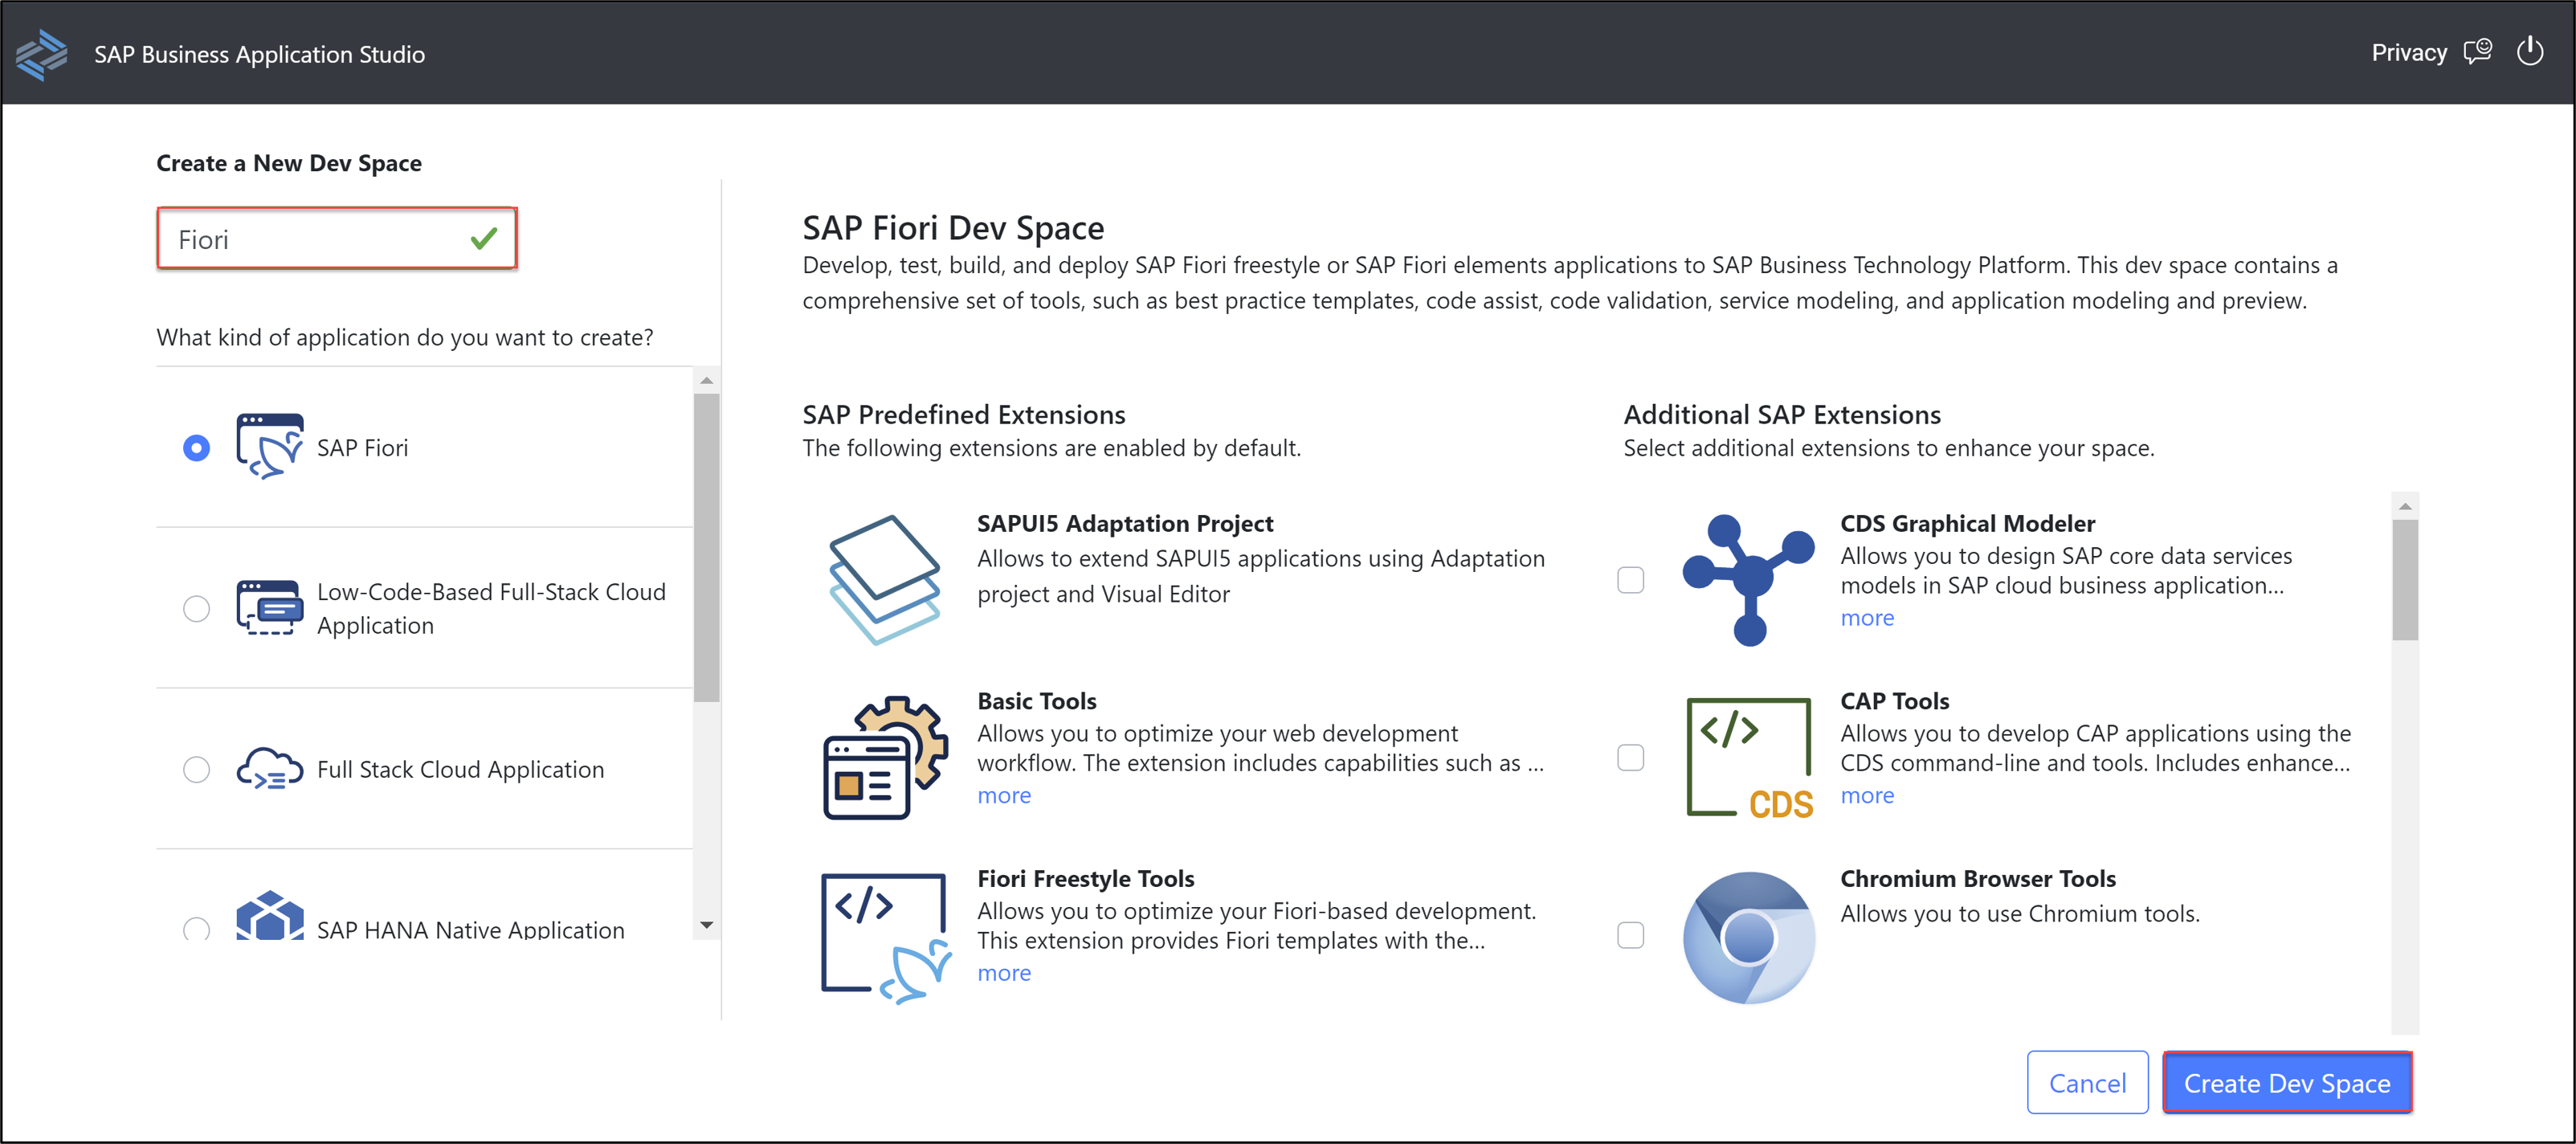 SAP Business Application Studio
Privacy
Create a New Dev Space
Fiori
What kind of application do you want to create?
SAP Fiori
Low-Code-Based Full-Stack Cloud
Application
Full Stack Cloud Application
SAP HANA Native Application
SAP Fiori Dev Space
Develop, test, build, and deploy SAP Fiori freestyle or SAP Fiori elements applications to SAP Business Technology Platform. This dev space contains a
comprehensive set of tools, such as best practice templates, code assist, code validation, service modeling, and application modeling and preview.
SAP Predefined Extensions
The following extensions are enabled by default.
SAPUI5 Adaptation Project
Allows to extend SAPUI5 applications using Adaptation
project and Visual Editor
Basic Tools
Allows you to optimize your web development
workflow. The extension includes capabilities such as ...
more
</>
Fiori Freestyle Tools
Allows you to optimize your Fiori-based development.
This extension provides Fiori templates with the...
more
Additional SAP Extensions
Select additional extensions to enhance your space.
CDS Graphical Modeler
Allows you to design SAP core data services
models in SAP cloud business application...
more
</>
CDS
CAP Tools
Allows you to develop CAP applications using the
CDS command-line and tools. Includes enhance...
more
Chromium Browser Tools
Allows you to use Chromium tools.
Cancel
Create Dev Space